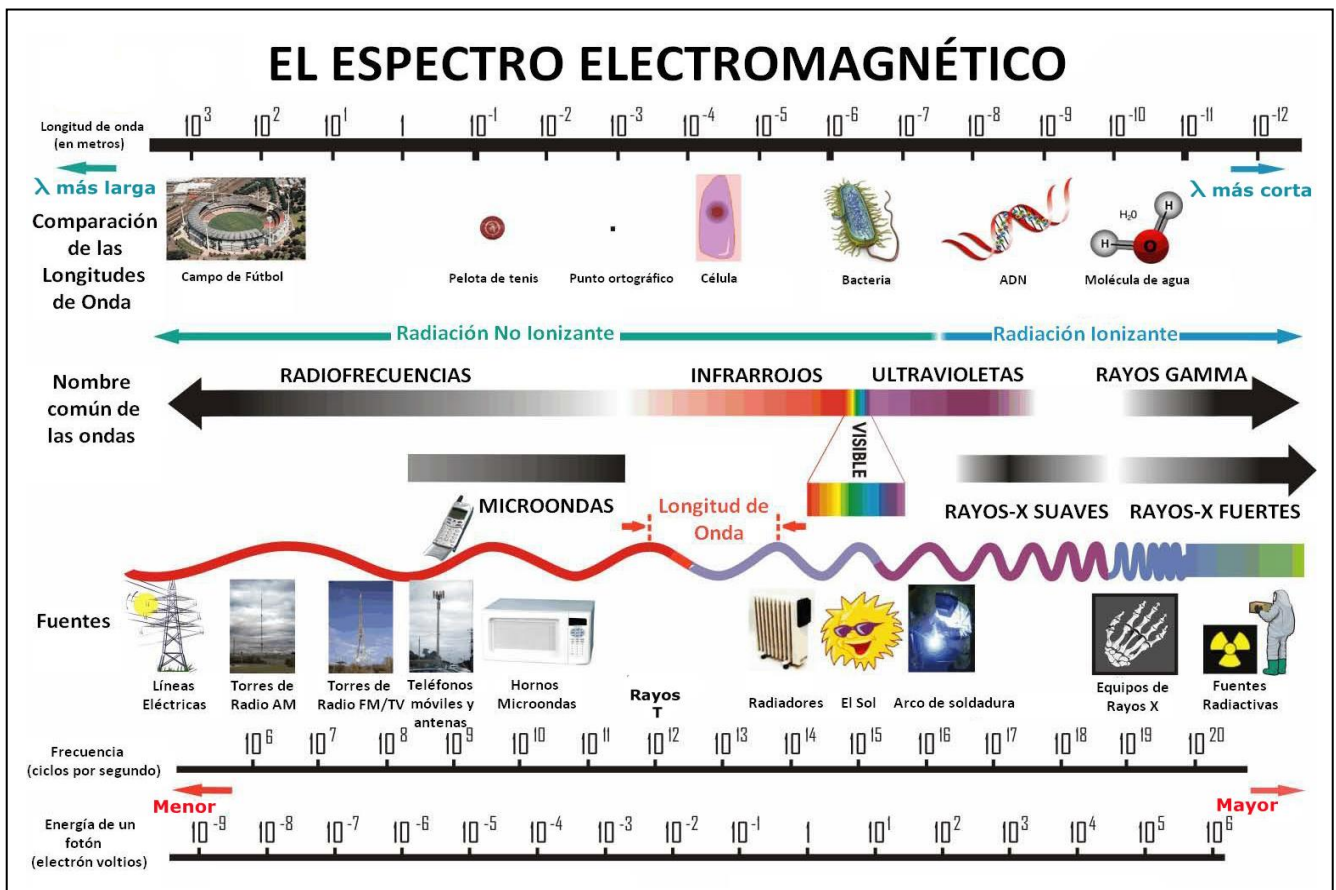 EL ESPECTRO ELECTROMAGNÉTICO
Longitud de onda
(en metros)
10³ 10² 10¹ 1 10⁻¹ 10⁻² 10⁻³ 10⁻⁴ 10⁻⁵ 10⁻⁶ 10⁻⁷ 10⁻⁸ 10⁻⁹ 10⁻¹⁰ 10⁻¹¹ 10⁻¹²
λ más larga
λ más corta
Comparación
de las
Longitudes
de Onda
H₂O
H
H
O
Campo de Fútbol
Pelota de tenis
Punto ortográfico
Célula
Bacteria
ADN
Molécula de agua
Radiación No Ionizante
Radiación Ionizante
Nombre
común de
las ondas
RADIOFRECUENCIAS
INFRARROJOS
ULTRAVIOLETAS
RAYOS GAMMA
VISIBLE
MICROONDAS
RAYOS-X SUAVES
RAYOS-X FUERTES
Longitud de
Onda
Fuentes
Líneas
Eléctricas
Torres de
Radio AM
Torres de
Radio FM/TV
Teléfonos
móviles y
antenas
Hornos
Microondas
Rayos
T
Radiadores
El Sol
Arco de soldadura
Equipos de
Rayos X
Fuentes
Radiactivas
Frecuencia
(ciclos por segundo)
10⁶ 10⁷ 10⁸ 10⁹ 10¹⁰ 10¹¹ 10¹² 10¹³ 10¹⁴ 10¹⁵ 10¹⁶ 10¹⁷ 10¹⁸ 10¹⁹ 10²⁰
Menor
Mayor
Energía de un
fotón
(electrón voltios)
10⁻⁹ 10⁻⁸ 10⁻⁷ 10⁻⁶ 10⁻⁵ 10⁻⁴ 10⁻³ 10⁻² 10⁻¹ 1 10¹ 10² 10³ 10⁴ 10⁵ 10⁶